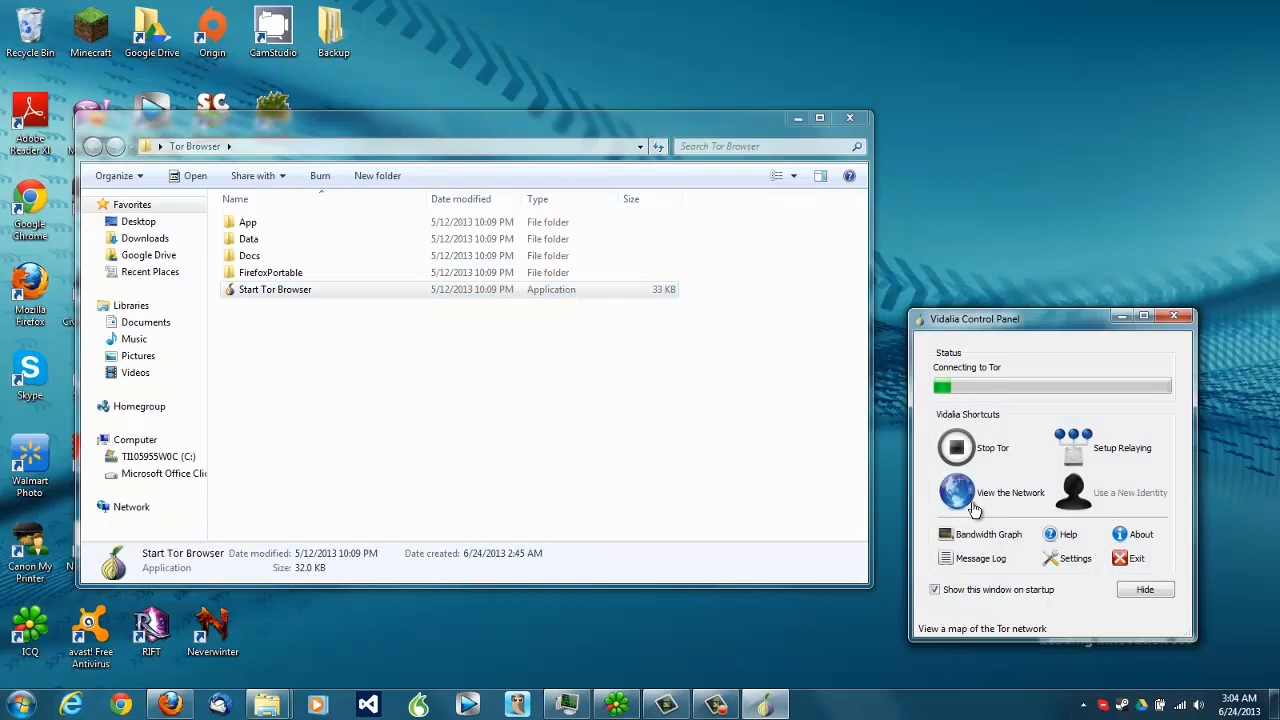 Recycle Bin
Minecraft
Google Drive
Origin
CamStudio
Backup
Adobe Reader XI
SC
Google Chrome
Mozilla Firefox
Skype
Walmart Photo
Canon My Printer
ICQ
avast! Free Antivirus
RIFT
Neverwinter
Tor Browser
Search Tor Browser
Organize
Open
Share with
Burn
New folder
Name
Date modified
Type
Size
Favorites
Desktop
Downloads
Google Drive
Recent Places
Libraries
Documents
Music
Pictures
Videos
Homegroup
Computer
TI105955W0C (C:)
Microsoft Office Clic
Network
App 5/12/2013 10:09 PM File folder
Data 5/12/2013 10:09 PM File folder
Docs 5/12/2013 10:09 PM File folder
FirefoxPortable 5/12/2013 10:09 PM File folder
Start Tor Browser 5/12/2013 10:09 PM Application 33 KB
Start Tor Browser Date modified: 5/12/2013 10:09 PM Date created: 6/24/2013 2:45 AM
Application Size: 32.0 KB
Vidalia Control Panel
Status
Connecting to Tor
Vidalia Shortcuts
Stop Tor
Setup Relaying
View the Network
Use a New Identity
Bandwidth Graph
Help
About
Message Log
Settings
Exit
Show this window on startup
Hide
View a map of the Tor network
3:04 AM
6/24/2013